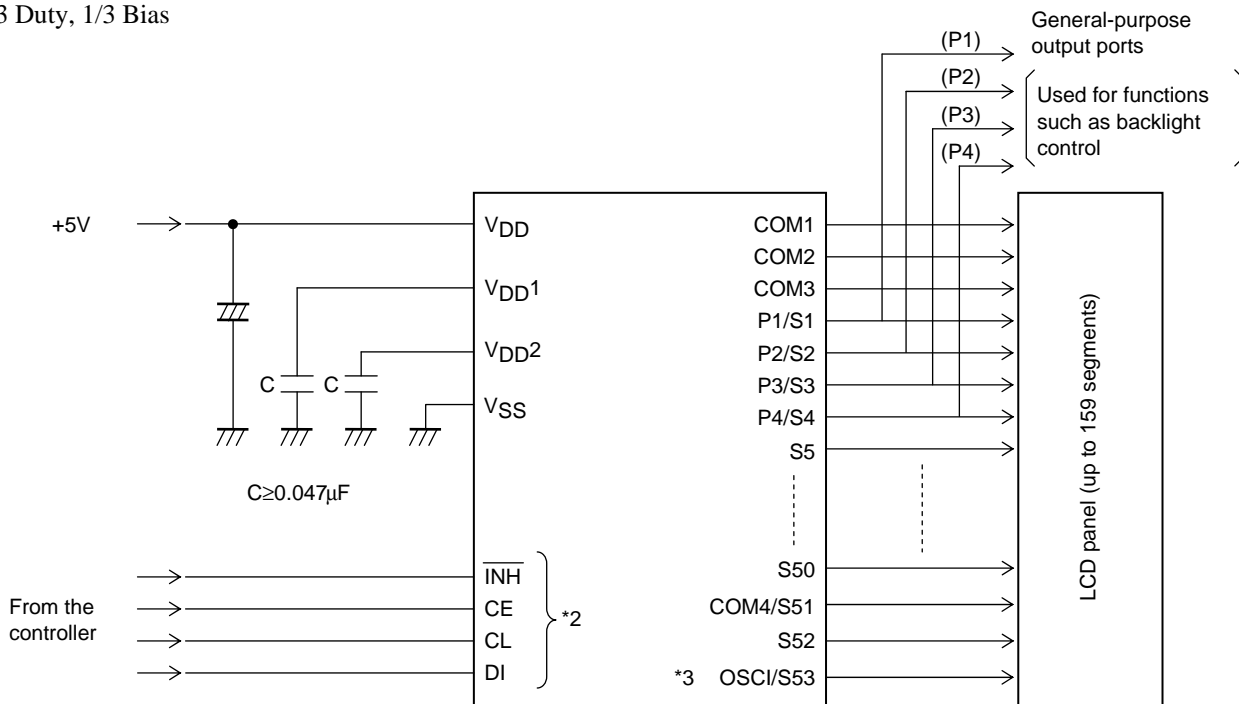 3 Duty, 1/3 Bias
General-purpose
output ports
(P1)
(P2)
(P3)
(P4)
Used for functions
such as backlight
control
+5V
VDD
VDD1
VDD2
VSS
C
C
C≥0.047μF
From the
controller
INH
CE
CL
DI
*2
COM1
COM2
COM3
P1/S1
P2/S2
P3/S3
P4/S4
S5
S50
COM4/S51
S52
*3 OSCI/S53
LCD panel (up to 159 segments)